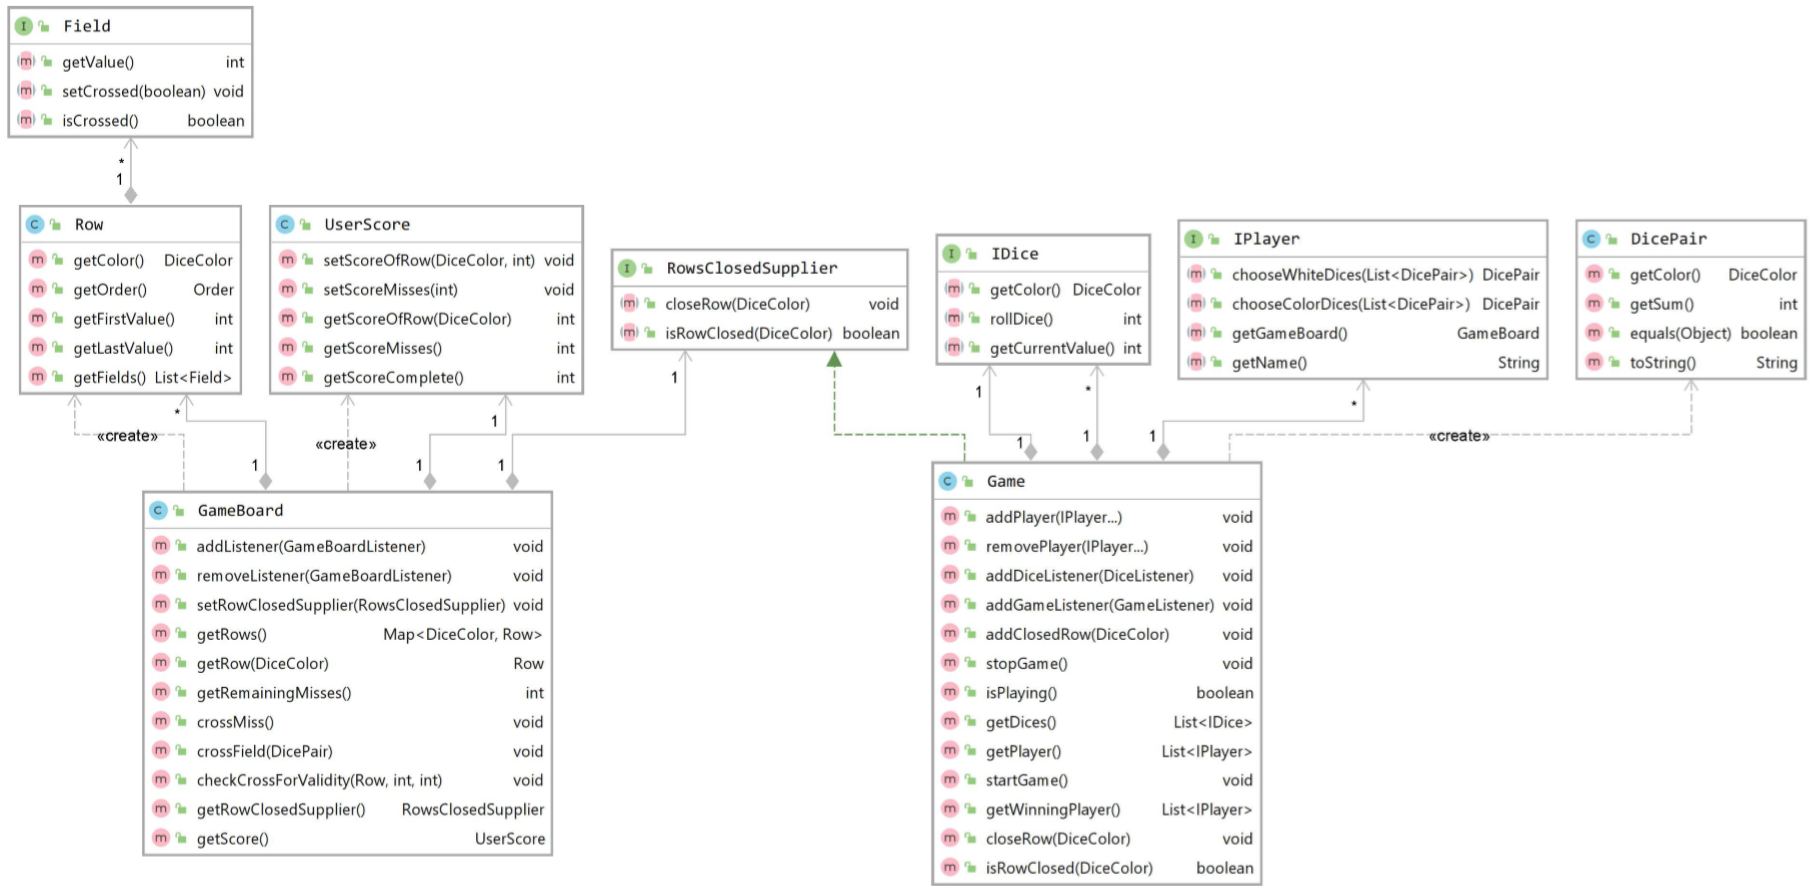 Field
getValue() int
setCrossed(boolean) void
isCrossed() boolean
*
1
Row
getColor() DiceColor
getOrder() Order
getFirstValue() int
getLastValue() int
getFields() List<Field>
UserScore
setScoreOfRow(DiceColor, int) void
setScoreMisses(int) void
getScoreOfRow(DiceColor) int
getScoreMisses() int
getScoreComplete() int
RowsClosedSupplier
closeRow(DiceColor) void
isRowClosed(DiceColor) boolean
IDice
getColor() DiceColor
rollDice() int
getCurrentValue() int
IPlayer
chooseWhiteDices(List<DicePair>) DicePair
chooseColorDices(List<DicePair>) DicePair
getGameBoard() GameBoard
getName() String
DicePair
getColor() DiceColor
getSum() int
equals(Object) boolean
toString() String
«create»
*
1
«create»
1
1
1
1
1
1
*
1
*
1
«create»
GameBoard
addListener(GameBoardListener) void
removeListener(GameBoardListener) void
setRowClosedSupplier(RowsClosedSupplier) void
getRows() Map<DiceColor, Row>
getRow(DiceColor) Row
getRemainingMisses() int
crossMiss() void
crossField(DicePair) void
checkCrossForValidity(Row, int, int) void
getRowClosedSupplier() RowsClosedSupplier
getScore() UserScore
Game
addPlayer(IPlayer...) void
removePlayer(IPlayer...) void
addDiceListener(DiceListener) void
addGameListener(GameListener) void
addClosedRow(DiceColor) void
stopGame() void
isPlaying() boolean
getDices() List<IDice>
getPlayer() List<IPlayer>
startGame() void
getWinningPlayer() List<IPlayer>
closeRow(DiceColor) void
isRowClosed(DiceColor) boolean